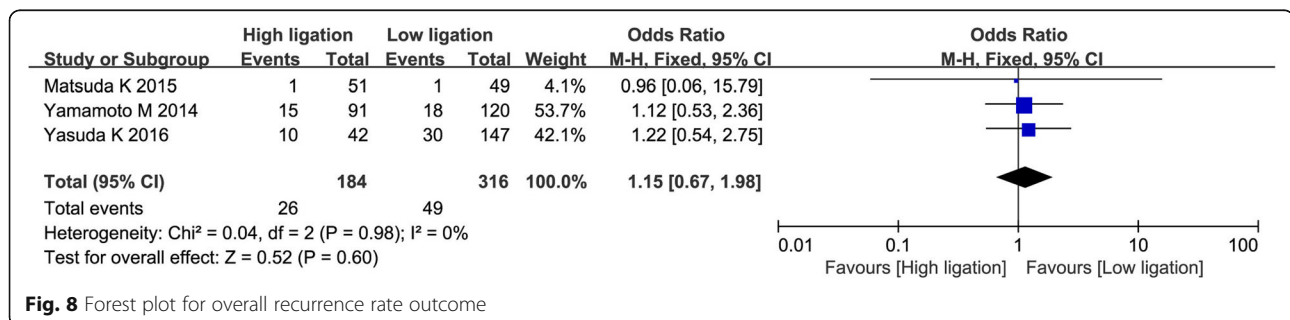 High ligation Low ligation Odds Ratio Odds Ratio
Study or Subgroup Events Total Events Total Weight M-H, Fixed, 95% CI M-H, Fixed, 95% CI
Matsuda K 2015 1 51 1 49 4.1% 0.96 [0.06, 15.79]
Yamamoto M 2014 15 91 18 120 53.7% 1.12 [0.53, 2.36]
Yasuda K 2016 10 42 30 147 42.1% 1.22 [0.54, 2.75]
Total (95% CI) 184 316 100.0% 1.15 [0.67, 1.98]
Total events 26 49
Heterogeneity: Chi² = 0.04, df = 2 (P = 0.98); I² = 0%
Test for overall effect: Z = 0.52 (P = 0.60)
0.01 0.1 1 10 100
Favours [High ligation] Favours [Low ligation]
Fig. 8 Forest plot for overall recurrence rate outcome